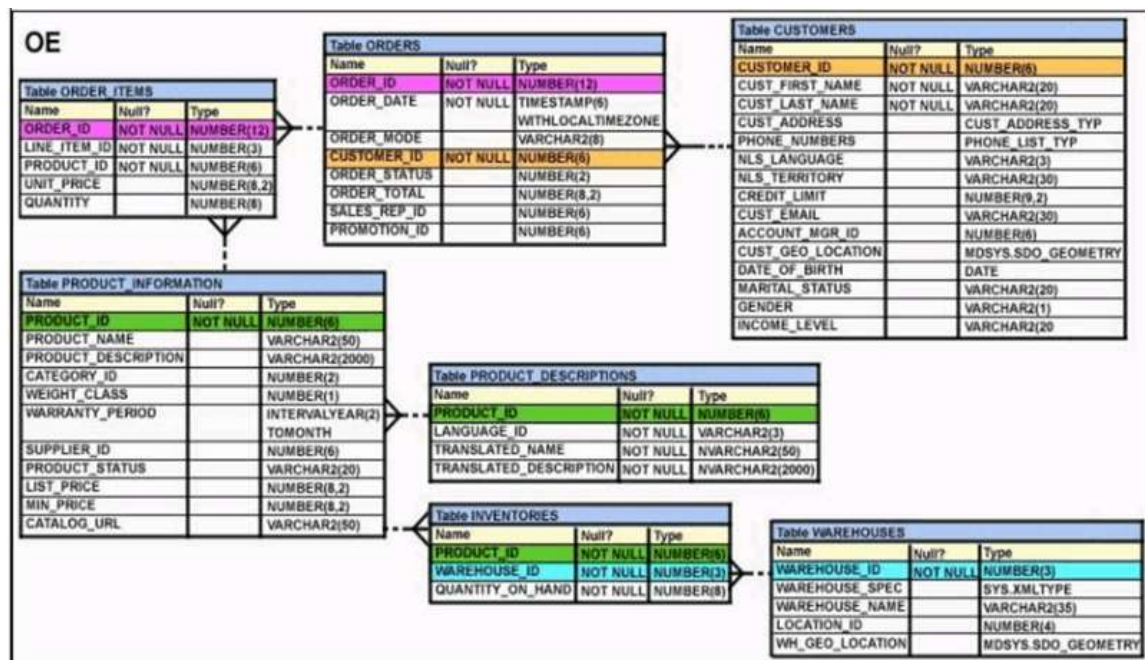 OE
Table ORDER_ITEMS
Name Null? Type
ORDER_ID NOT NULL NUMBER(12)
LINE_ITEM_ID NOT NULL NUMBER(3)
PRODUCT_ID NOT NULL NUMBER(6)
UNIT_PRICE NUMBER(8,2)
QUANTITY NUMBER(8)
Table ORDERS
Name Null? Type
ORDER_ID NOT NULL NUMBER(12)
ORDER_DATE NOT NULL TIMESTAMP(6)
WITHLOCALTIMEZONE
ORDER_MODE VARCHAR2(8)
CUSTOMER_ID NOT NULL NUMBER(6)
ORDER_STATUS NUMBER(2)
ORDER_TOTAL NUMBER(8,2)
SALES_REP_ID NUMBER(6)
PROMOTION_ID NUMBER(6)
Table CUSTOMERS
Name Null? Type
CUSTOMER_ID NOT NULL NUMBER(6)
CUST_FIRST_NAME NOT NULL VARCHAR2(20)
CUST_LAST_NAME NOT NULL VARCHAR2(20)
CUST_ADDRESS CUST_ADDRESS_TYP
PHONE_NUMBERS PHONE_LIST_TYP
NLS_LANGUAGE VARCHAR2(3)
NLS_TERRITORY VARCHAR2(30)
CREDIT_LIMIT NUMBER(9,2)
CUST_EMAIL VARCHAR2(30)
ACCOUNT_MGR_ID NUMBER(6)
CUST_GEO_LOCATION MDSYS.SDO_GEOMETRY
DATE_OF_BIRTH DATE
MARITAL_STATUS VARCHAR2(20)
GENDER VARCHAR2(1)
INCOME_LEVEL VARCHAR2(20
Table PRODUCT_INFORMATION
Name Null? Type
PRODUCT_ID NOT NULL NUMBER(6)
PRODUCT_NAME VARCHAR2(50)
PRODUCT_DESCRIPTION VARCHAR2(2000)
CATEGORY_ID NUMBER(2)
WEIGHT_CLASS NUMBER(1)
WARRANTY_PERIOD INTERVALYEAR(2)
TOMONTH
SUPPLIER_ID NUMBER(6)
PRODUCT_STATUS VARCHAR2(20)
LIST_PRICE NUMBER(8,2)
MIN_PRICE NUMBER(8,2)
CATALOG_URL VARCHAR2(50)
Table PRODUCT_DESCRIPTIONS
Name Null? Type
PRODUCT_ID NOT NULL NUMBER(6)
LANGUAGE_ID NOT NULL VARCHAR2(3)
TRANSLATED_NAME NOT NULL NVARCHAR2(50)
TRANSLATED_DESCRIPTION NOT NULL NVARCHAR2(2000)
Table INVENTORIES
Name Null? Type
PRODUCT_ID NOT NULL NUMBER(6)
WAREHOUSE_ID NOT NULL NUMBER(3)
QUANTITY_ON_HAND NOT NULL NUMBER(8)
Table WAREHOUSES
Name Null? Type
WAREHOUSE_ID NOT NULL NUMBER(3)
WAREHOUSE_SPEC SYS.XMLTYPE
WAREHOUSE_NAME VARCHAR2(35)
LOCATION_ID NUMBER(4)
WH_GEO_LOCATION MDSYS.SDO_GEOMETRY